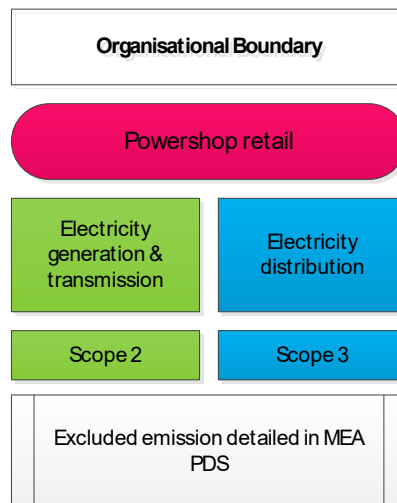 Organisational Boundary
Powershop retail
Electricity
generation &
transmission
Electricity
distribution
Scope 2
Scope 3
Excluded emission detailed in MEA
PDS